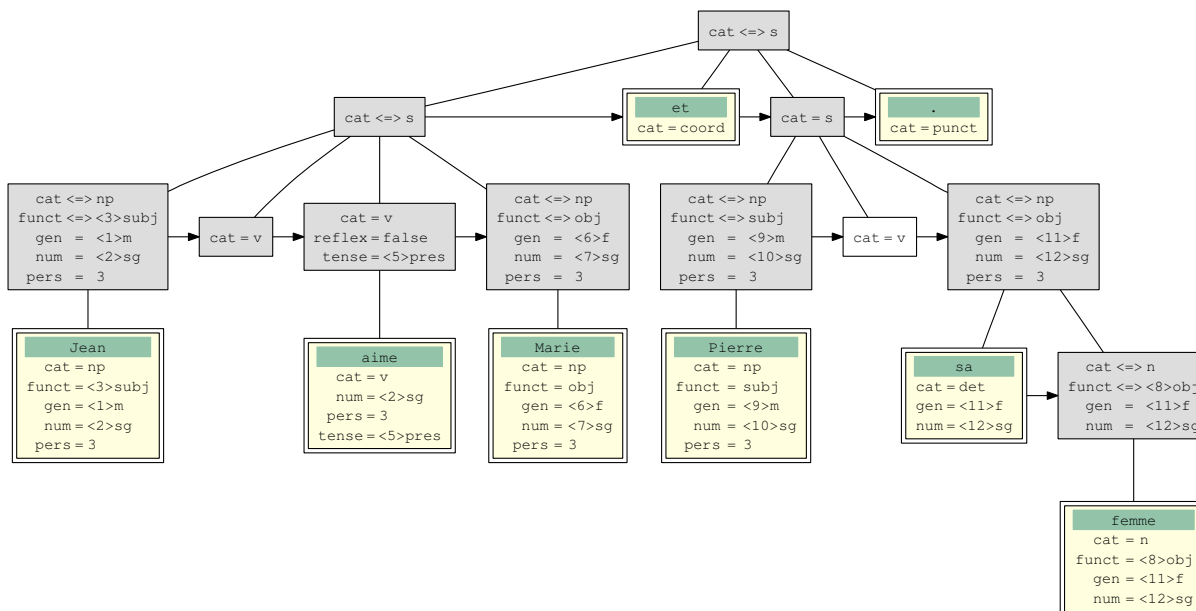 cat <=> s
cat <=> s
et
cat = coord
cat = s
.
cat = punct
cat <=> np
funct <=> <3>subj
gen = <1>m
num = <2>sg
pers = 3
cat = v
cat = v
reflex = false
tense = <5>pres
cat <=> np
funct <=> obj
gen = <6>f
num = <7>sg
pers = 3
cat <=> np
funct <=> subj
gen = <9>m
num = <10>sg
pers = 3
cat = v
cat <=> np
funct <=> obj
gen = <11>f
num = <12>sg
pers = 3
Jean
cat = np
funct = <3>subj
gen = <1>m
num = <2>sg
pers = 3
aime
cat = v
num = <2>sg
pers = 3
tense = <5>pres
Marie
cat = np
funct = obj
gen = <6>f
num = <7>sg
pers = 3
Pierre
cat = np
funct = subj
gen = <9>m
num = <10>sg
pers = 3
sa
cat = det
gen = <11>f
num = <12>sg
cat <=> n
funct <=> <8>obj
gen = <11>f
num = <12>sg
femme
cat = n
funct = <8>obj
gen = <11>f
num = <12>sg